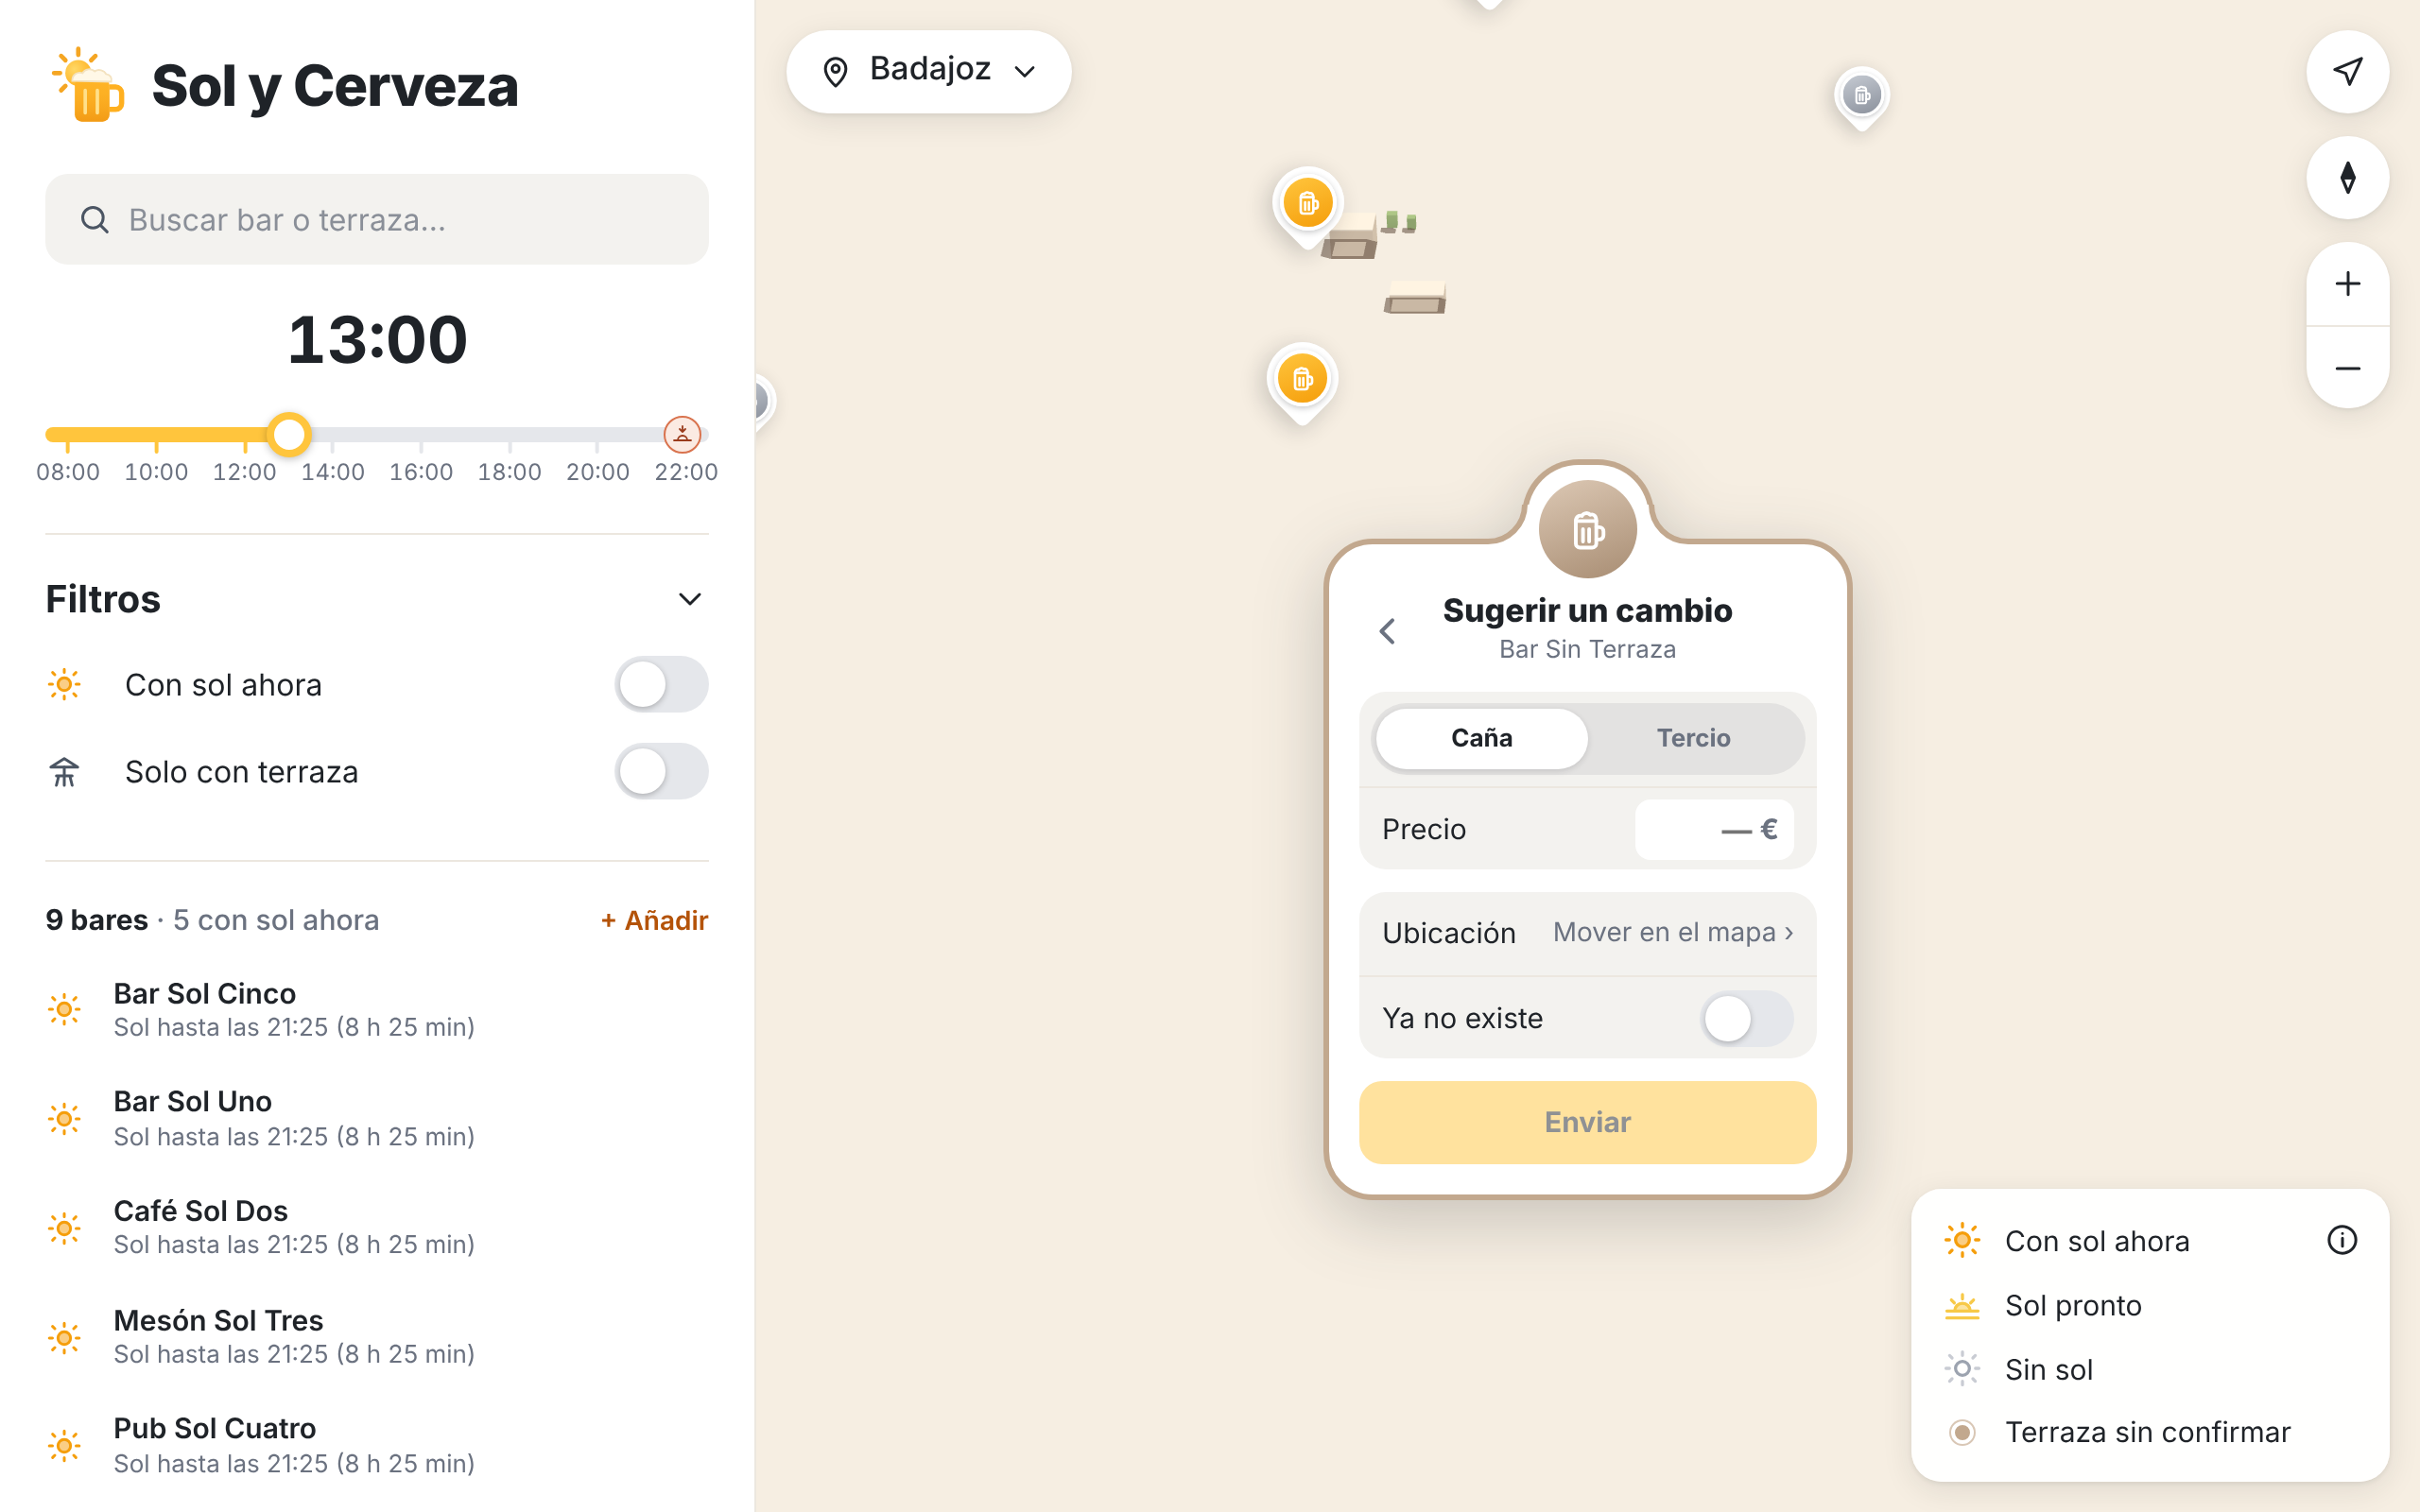 Sol y Cerveza
Buscar bar o terraza...
13:00
08:00 10:00 12:00 14:00 16:00 18:00 20:00 22:00
Filtros
Con sol ahora
Solo con terraza
9 bares · 5 con sol ahora
+ Añadir
Bar Sol Cinco
Sol hasta las 21:25 (8 h 25 min)
Bar Sol Uno
Sol hasta las 21:25 (8 h 25 min)
Café Sol Dos
Sol hasta las 21:25 (8 h 25 min)
Mesón Sol Tres
Sol hasta las 21:25 (8 h 25 min)
Pub Sol Cuatro
Sol hasta las 21:25 (8 h 25 min)
Badajoz
Sugerir un cambio
Bar Sin Terraza
Caña Tercio
Precio — €
Ubicación Mover en el mapa ›
Ya no existe
Enviar
Con sol ahora
Sol pronto
Sin sol
Terraza sin confirmar